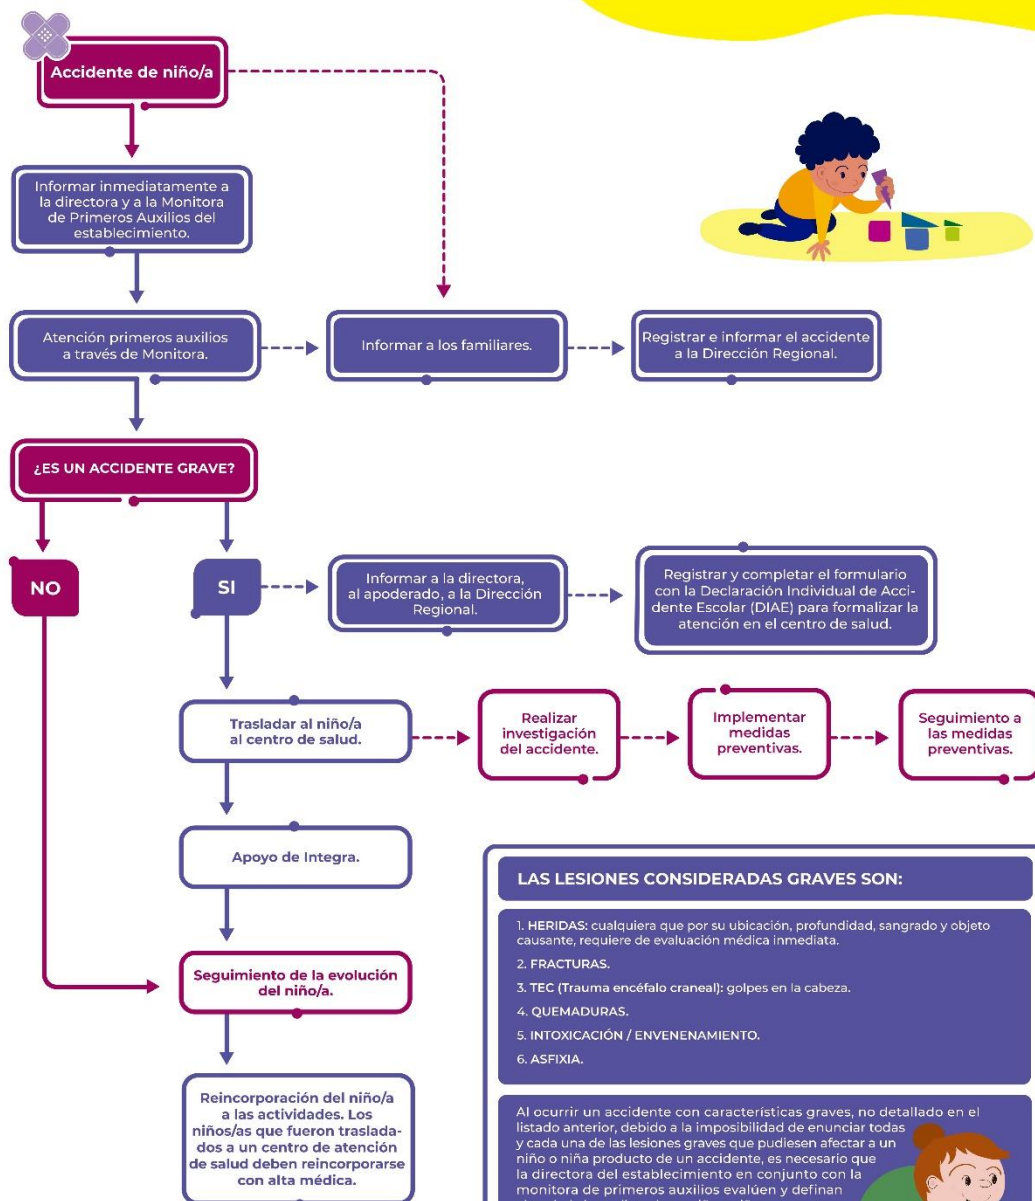 Accidente de niño/a
Informar inmediatamente a
la directora y a la Monitora
de Primeros Auxilios del
establecimiento.
Atención primeros auxilios
a través de Monitora.
Informar a los familiares.
Registrar e informar el accidente
a la Dirección Regional.
¿ES UN ACCIDENTE GRAVE?
NO
SI
Informar a la directora,
al apoderado, a la Dirección
Regional.
Registrar y completar el formulario
con la Declaración Individual de Acci-
dente Escolar (DIAE) para formalizar la
atención en el centro de salud.
Trasladar al niño/a
al centro de salud.
Realizar
investigación
del accidente.
Implementar
medidas
preventivas.
Seguimiento a
las medidas
preventivas.
Apoyo de Integra.
Seguimiento de la evolución
del niño/a.
Reincorporación del niño/a
a las actividades. Los
niños/as que fueron traslada-
dos a un centro de atención
de salud deben reincorporarse
con alta médica.
LAS LESIONES CONSIDERADAS GRAVES SON:
1. HERIDAS: cualquiera que por su ubicación, profundidad, sangrado y objeto
causante, requiere de evaluación médica inmediata.
2. FRACTURAS.
3. TEC (Trauma encéfalo craneal): golpes en la cabeza.
4. QUEMADURAS.
5. INTOXICACIÓN / ENVENENAMIENTO.
6. ASFIXIA.
Al ocurrir un accidente con características graves, no detallado en el
listado anterior, debido a la imposibilidad de enunciar todas
y cada una de las lesiones graves que pudiesen afectar a un
niño o niña producto de un accidente, es necesario que
la directora del establecimiento en conjunto con la
monitora de primeros auxilios evalúen y definan